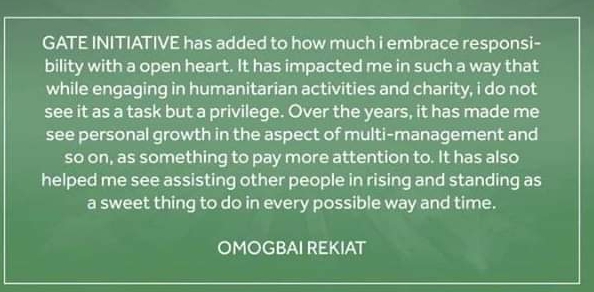 GATE INITIATIVE has added to how much i embrace responsi-
bility with a open heart. It has impacted me in such a way that
while engaging in humanitarian activities and charity, i do not
see it as a task but a privilege. Over the years, it has made me
see personal growth in the aspect of multi-management and
so on, as something to pay more attention to. It has also
helped me see assisting other people in rising and standing as
a sweet thing to do in every possible way and time.
OMOGBAI REKIAT